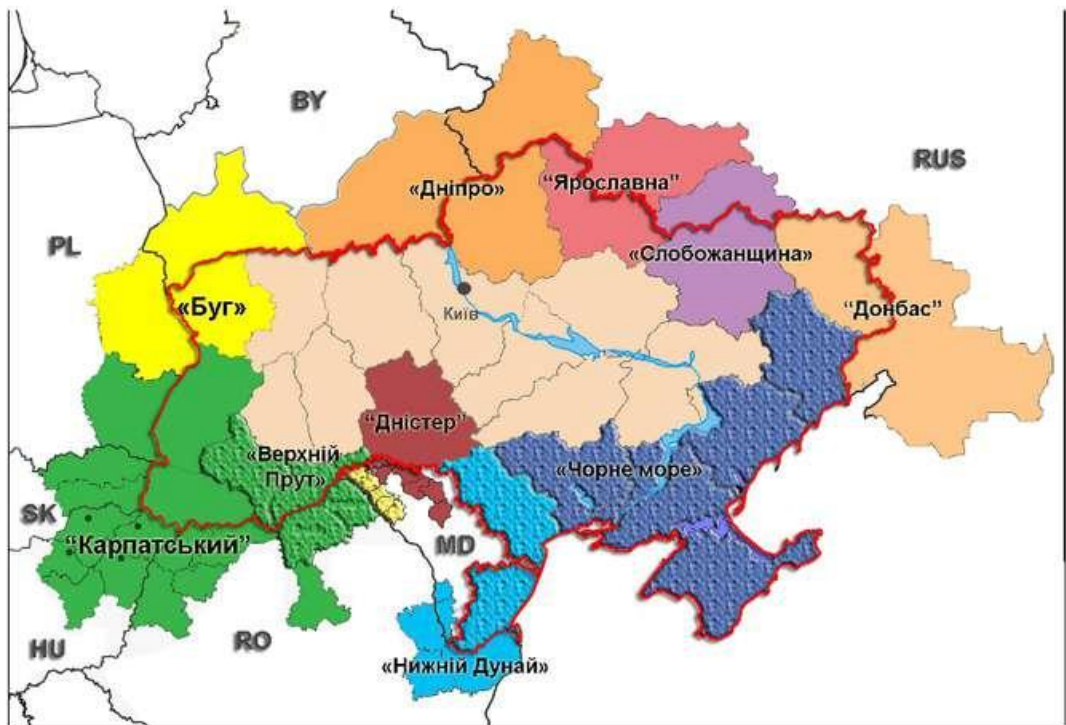 BY
RUS
«Дніпро»
“Ярославна”
PL
«Слобожанщина»
«Буг»
Київ
“Донбас”
“Дністер”
«Верхній
Прут»
«Чорне море»
SK
“Карпатський”
MD
HU
RO
«Нижній Дунай»